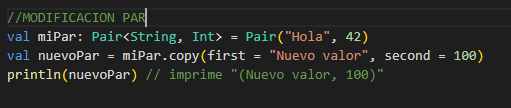 //MODIFICACION PAR
val miPar: Pair<String, Int> = Pair("Hola", 42)
val nuevoPar = miPar.copy(first = "Nuevo valor", second = 100)
println(nuevoPar) // imprime "(Nuevo valor, 100)"